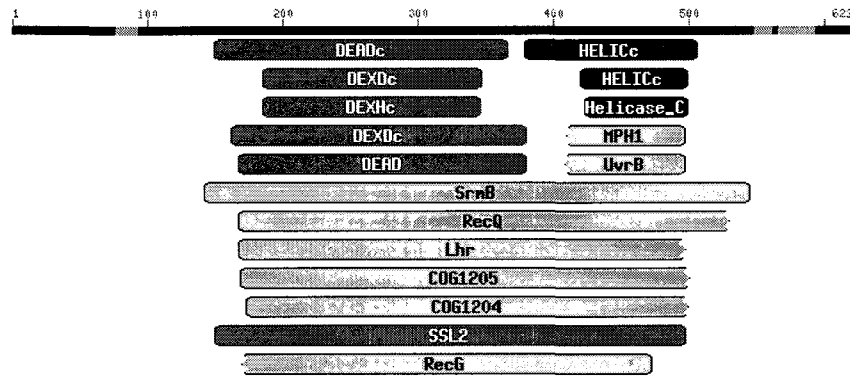 1 100 200 300 400 500 623
DEADc HELICc
DEXDc HELICc
DEXHc Helicase_C
DEXDc MPH1
DEAD UvrB
SrmB
RecQ
Lhr
COG1205
COG1204
SSL2
RecG